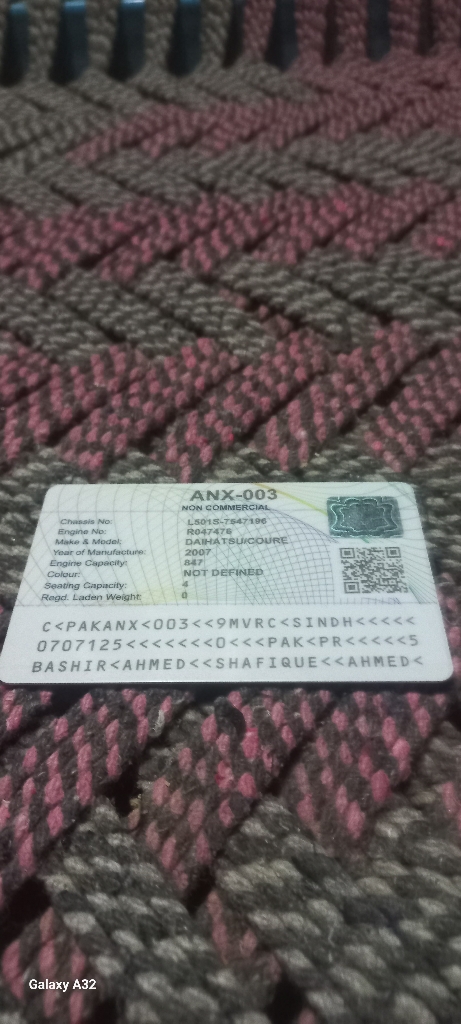 ANX-003
NON COMMERCIAL
Chassis No: L501S-7547196
Engine No: R047476
Make & Model: DAIHATSU/COURE
Year of Manufacture: 2007
Engine Capacity: 847
Colour: NOT DEFINED
Seating Capacity: 4
Ragd. Laden Weight: 0
C<PAKANX<003<<9MVRC<SINDH<<<<<
0707125<<<<<<<0<<<PAK<PR<<<<<5
BASHIR<AHMED<<SHAFIQUE<<AHMED<
Galaxy A32